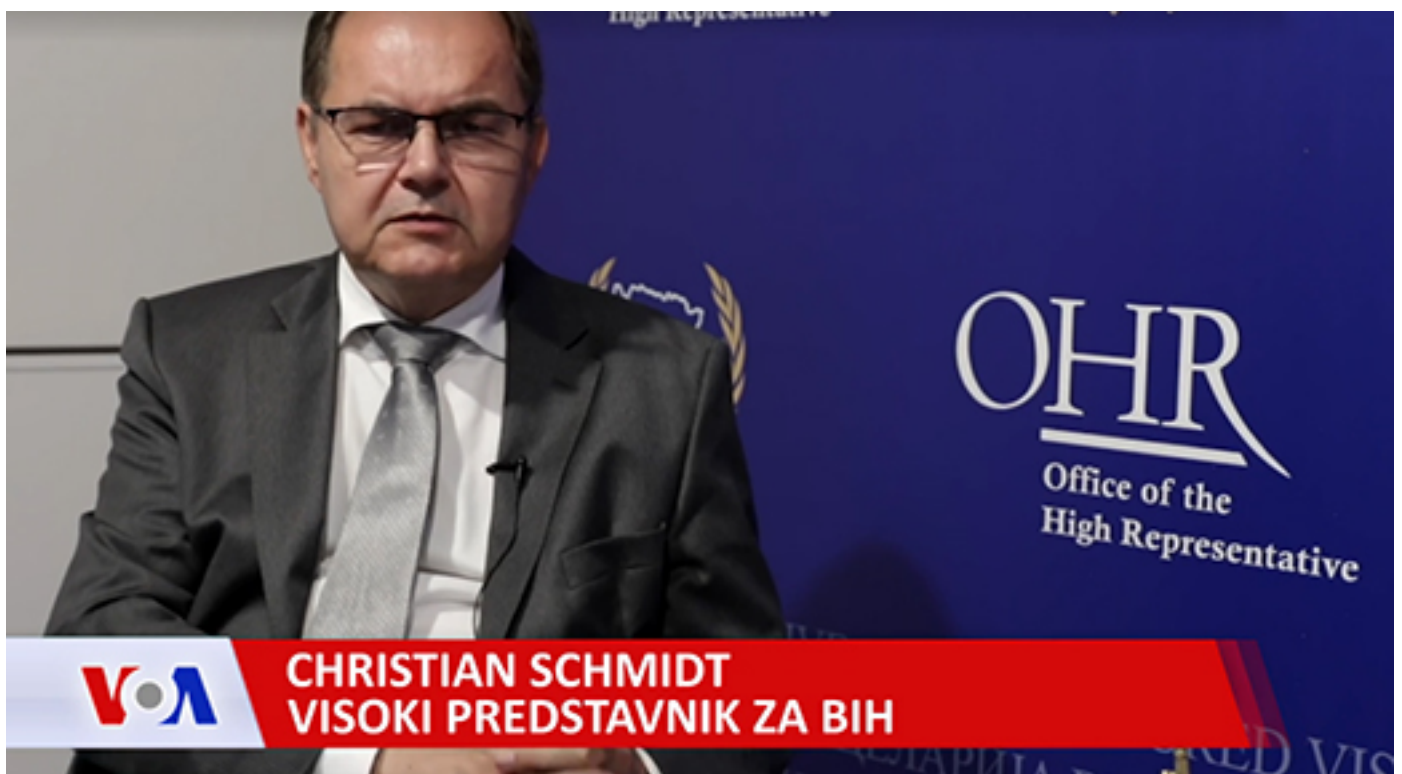 High Representative
OHR
Office of the
High Representative
VOA
CHRISTIAN SCHMIDT
VISOKI PREDSTAVNIK ZA BIH